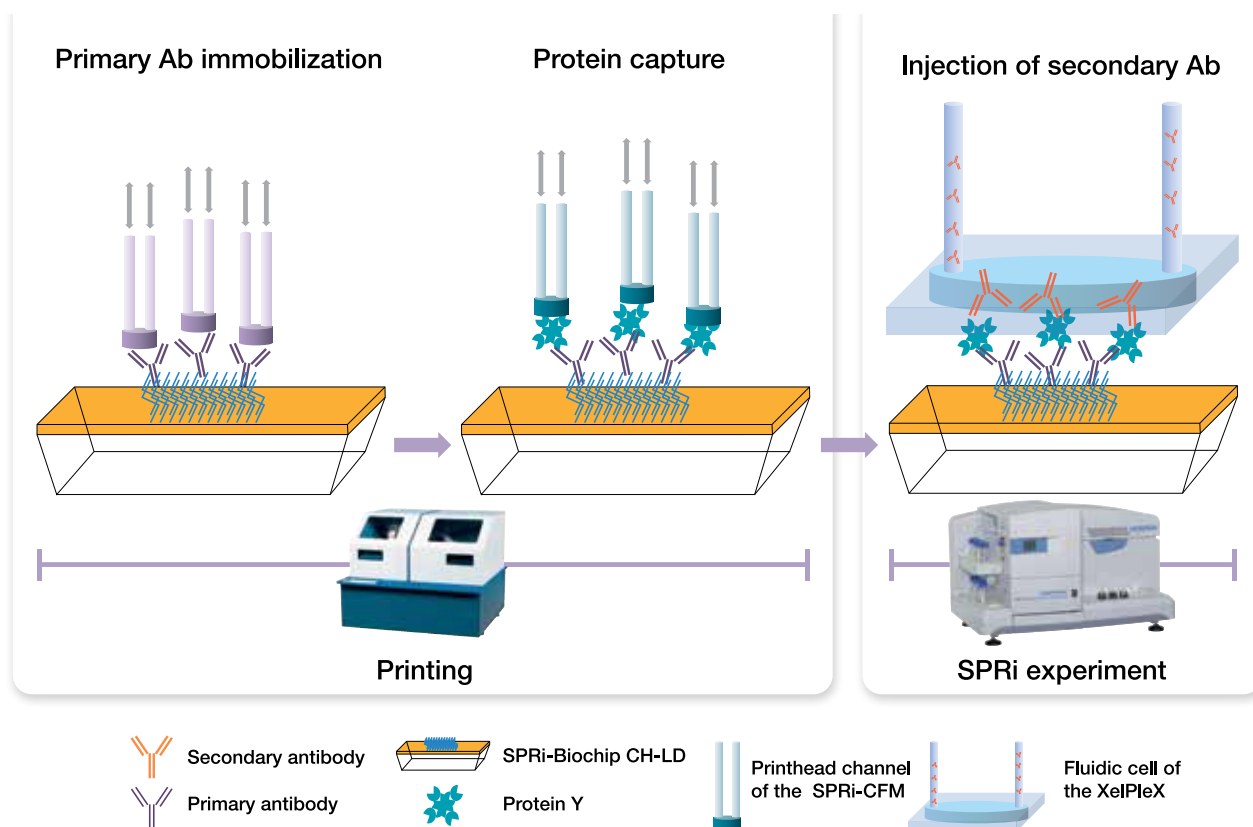 Primary Ab immobilization
Protein capture
Injection of secondary Ab
Printing
SPRi experiment
Secondary antibody
Primary antibody
SPRi-Biochip CH-LD
Protein Y
Printhead channel
of the SPRi-CFM
Fluidic cell of
the XelPleX